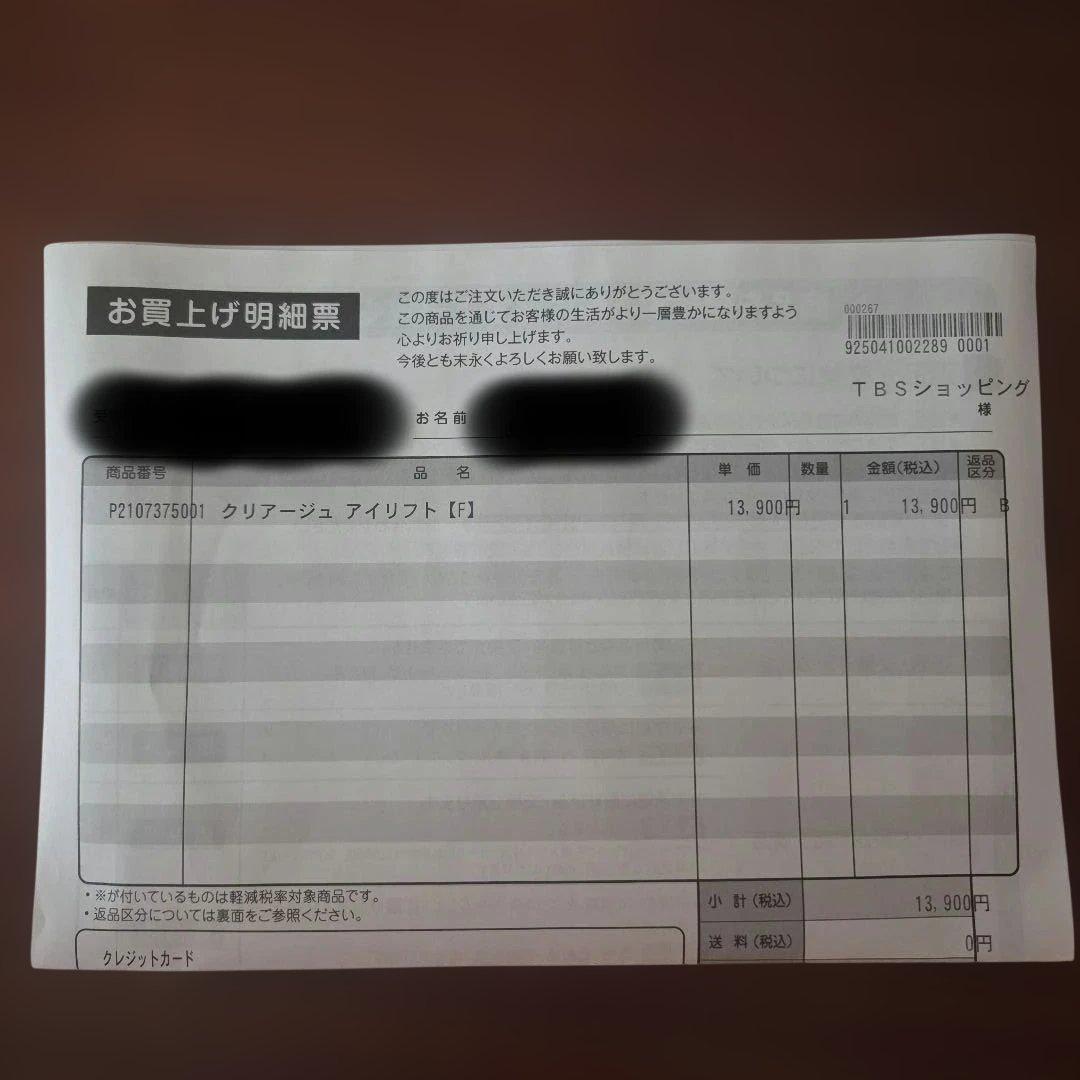 お買上げ明細票
この度はご注文いただき誠にありがとうございます。
この商品を通じてお客様の生活がより一層豊かになりますよう
心よりお祈り申し上げます。
今後とも末永くよろしくお願い致します。
000267
925041002289 0001
TBSショッピング
受
お名前
様
商品番号 品 名 単 価 数量 金額(税込) 返品区分
P2107375001 クリアージュ アイリフト【F】 13,900円 1 13,900円 B
・※が付いているものは軽減税率対象商品です。
・返品区分については裏面をご参照ください。
小 計(税込) 13,900円
送 料(税込) 0円
クレジットカード